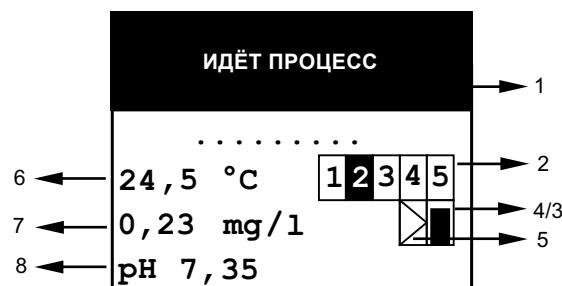 ИДЁТ ПРОЦЕСС
1
.........
6 24,5 °C 1 2 3 4 5 2
7 0,23 mg/l 4/3
5
8 pH 7,35